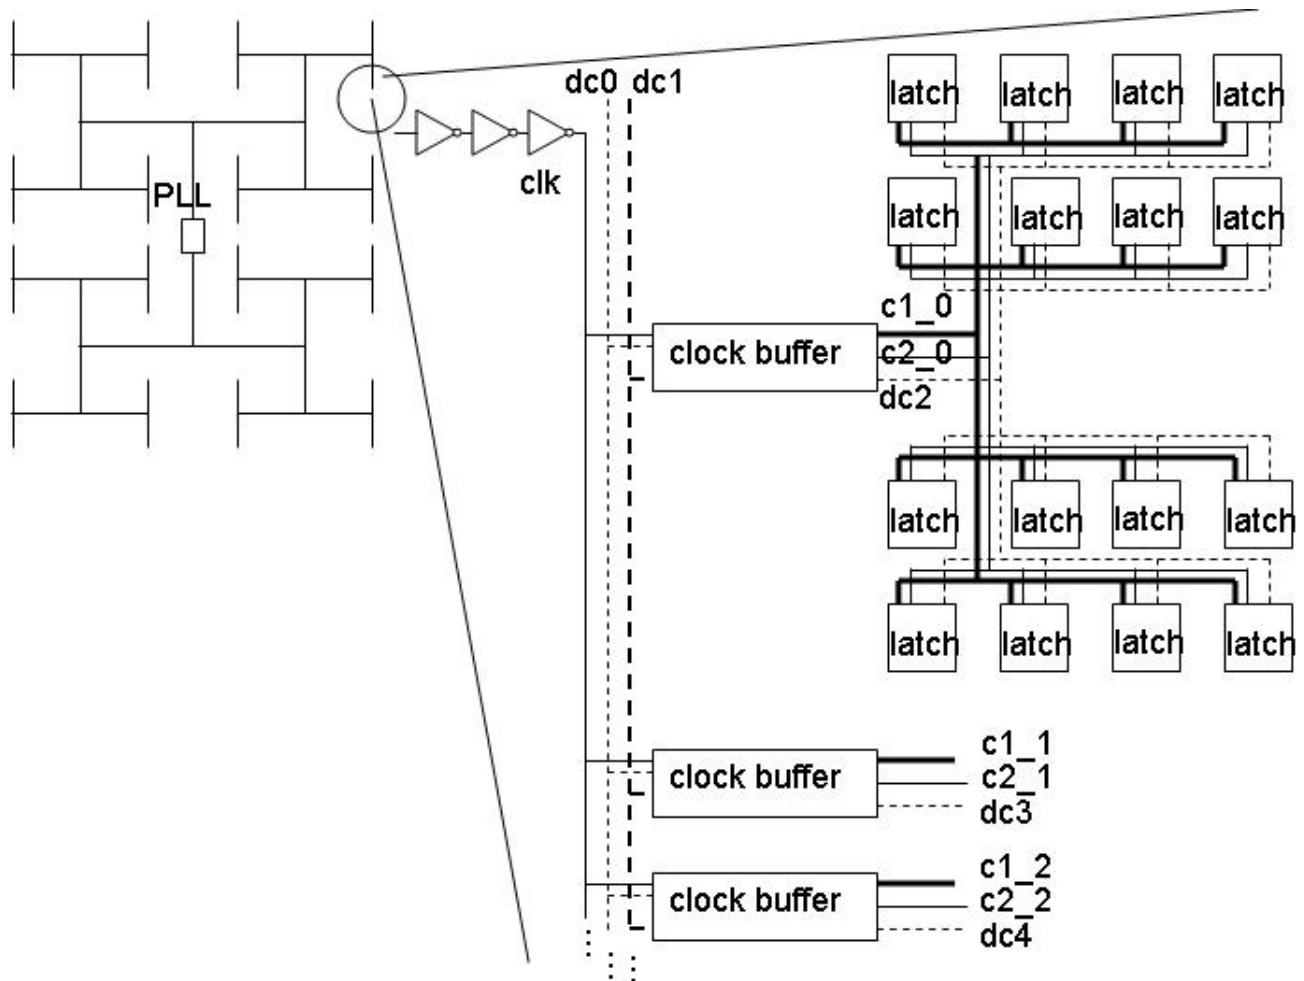 dc0 dc1
latch latch latch latch
clk
PLL
latch latch latch latch
c1_0
clock buffer
c2_0
dc2
latch latch latch latch
latch latch latch latch
c1_1
clock buffer
c2_1
dc3
c1_2
clock buffer
c2_2
dc4